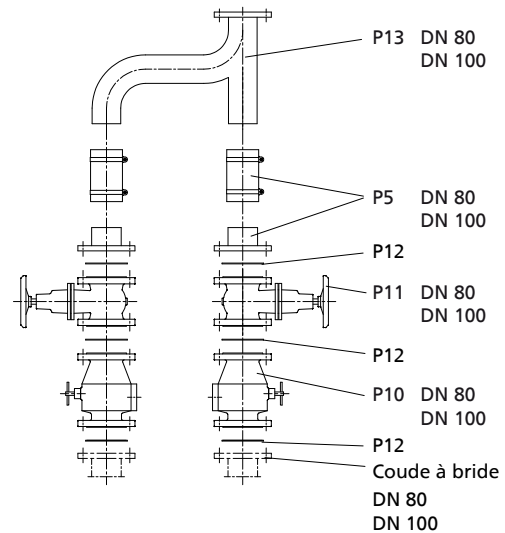 P13 DN 80
DN 100
P5 DN 80
DN 100
P12
P11 DN 80
DN 100
P12
P10 DN 80
DN 100
P12
Coude à bride
DN 80
DN 100